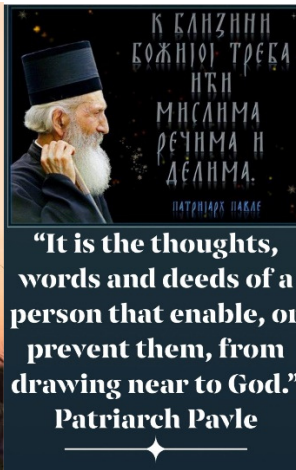 К БЛИЗИНИ
БОЖИЈОЈ ТРЕБА
ИЋИ
МИСЛИМА
РЕЧИМА И
ДЕЛИМА.
ПАТРИЈАРХ ПАВЛЕ
“It is the thoughts,
words and deeds of a
person that enable, or
prevent them, from
drawing near to God.”
Patriarch Pavle